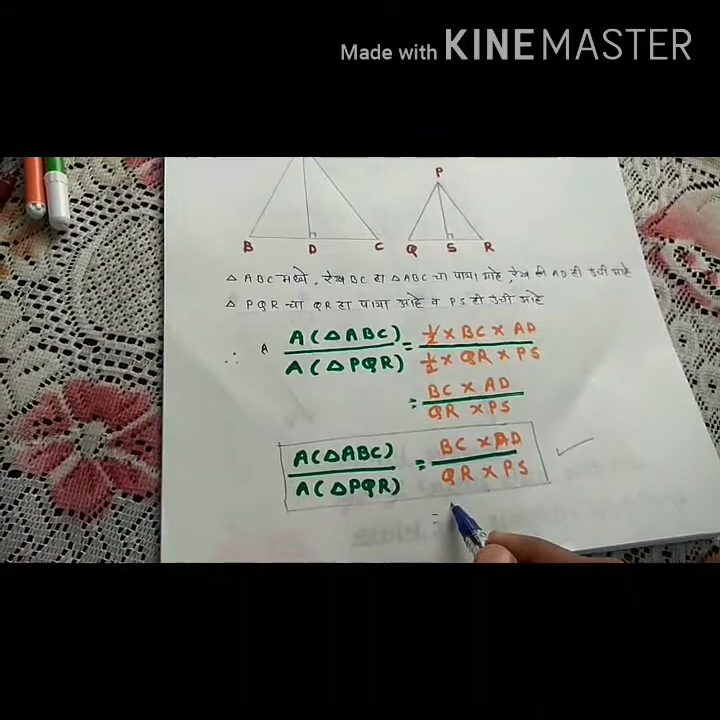 Made with KINEMASTER
P
B D C Q S R
△ ABC मध्ये, रेख BC हा △ABC चा पाया आहे, रेख AD ही उंची आहे
△ PQR चा QR हा पाया आहे व PS ही उंची आहे
∴ A A(△ABC) / A(△PQR) = ½ × BC × AD / ½ × QR × PS
= BC × AD / QR × PS
A(△ABC) / A(△PQR) = BC × AD / QR × PS
=